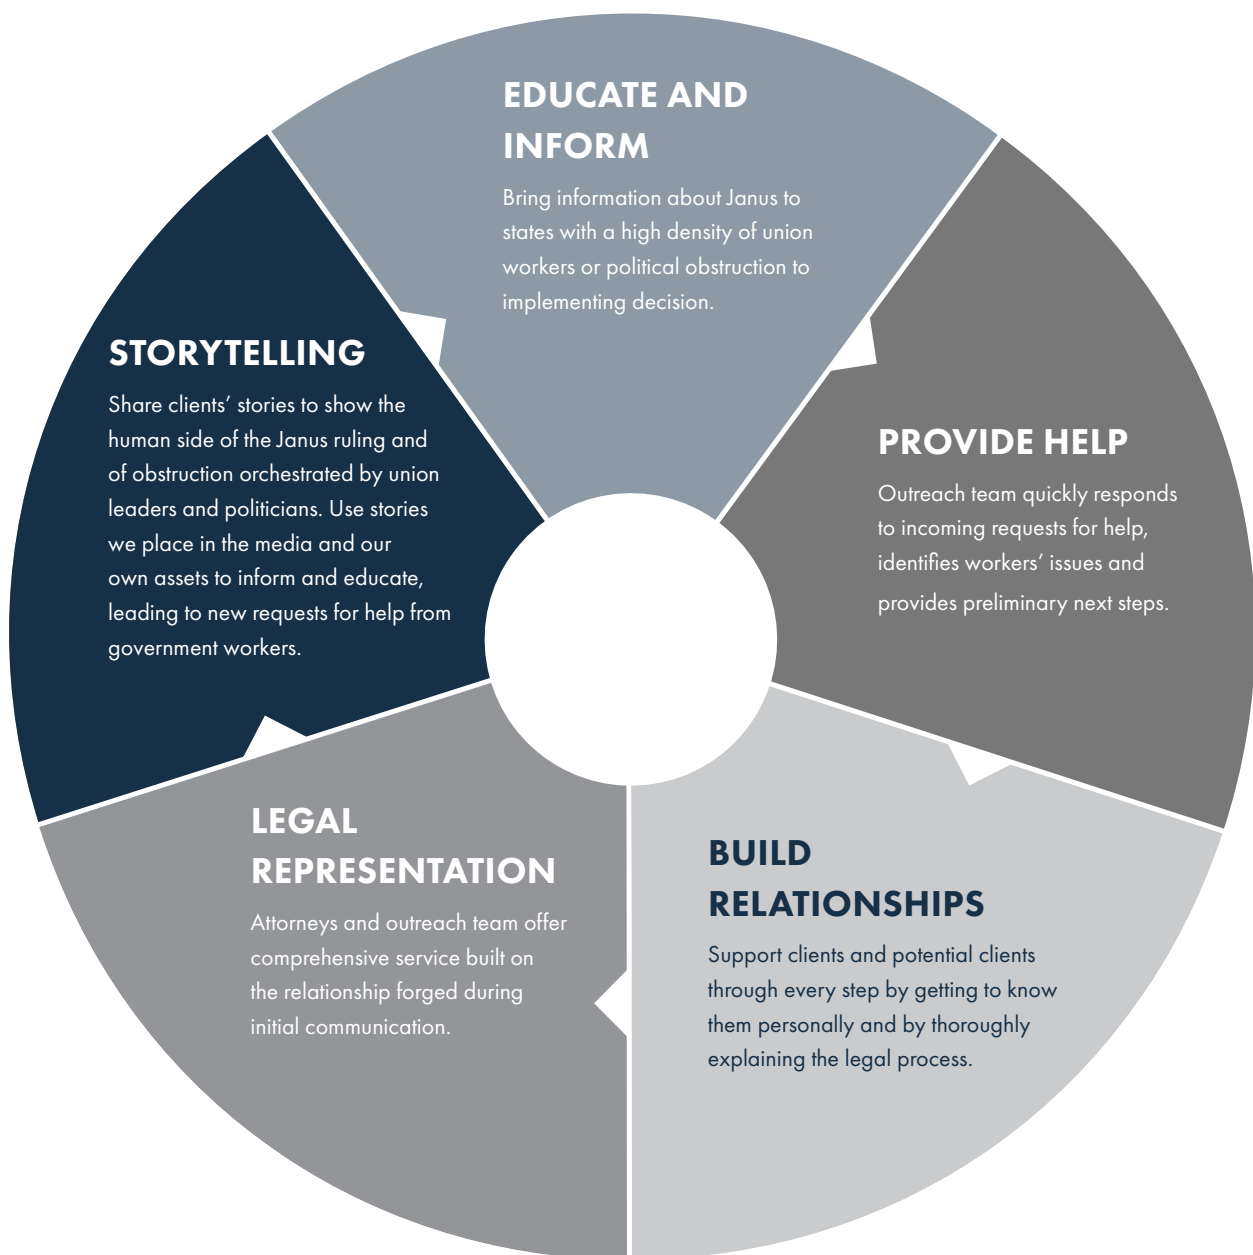 EDUCATE AND
INFORM
Bring information about Janus to
states with a high density of union
workers or political obstruction to
implementing decision.
PROVIDE HELP
Outreach team quickly responds
to incoming requests for help,
identifies workers’ issues and
provides preliminary next steps.
BUILD
RELATIONSHIPS
Support clients and potential clients
through every step by getting to know
them personally and by thoroughly
explaining the legal process.
LEGAL
REPRESENTATION
Attorneys and outreach team offer
comprehensive service built on
the relationship forged during
initial communication.
STORYTELLING
Share clients’ stories to show the
human side of the Janus ruling and
of obstruction orchestrated by union
leaders and politicians. Use stories
we place in the media and our
own assets to inform and educate,
leading to new requests for help from
government workers.